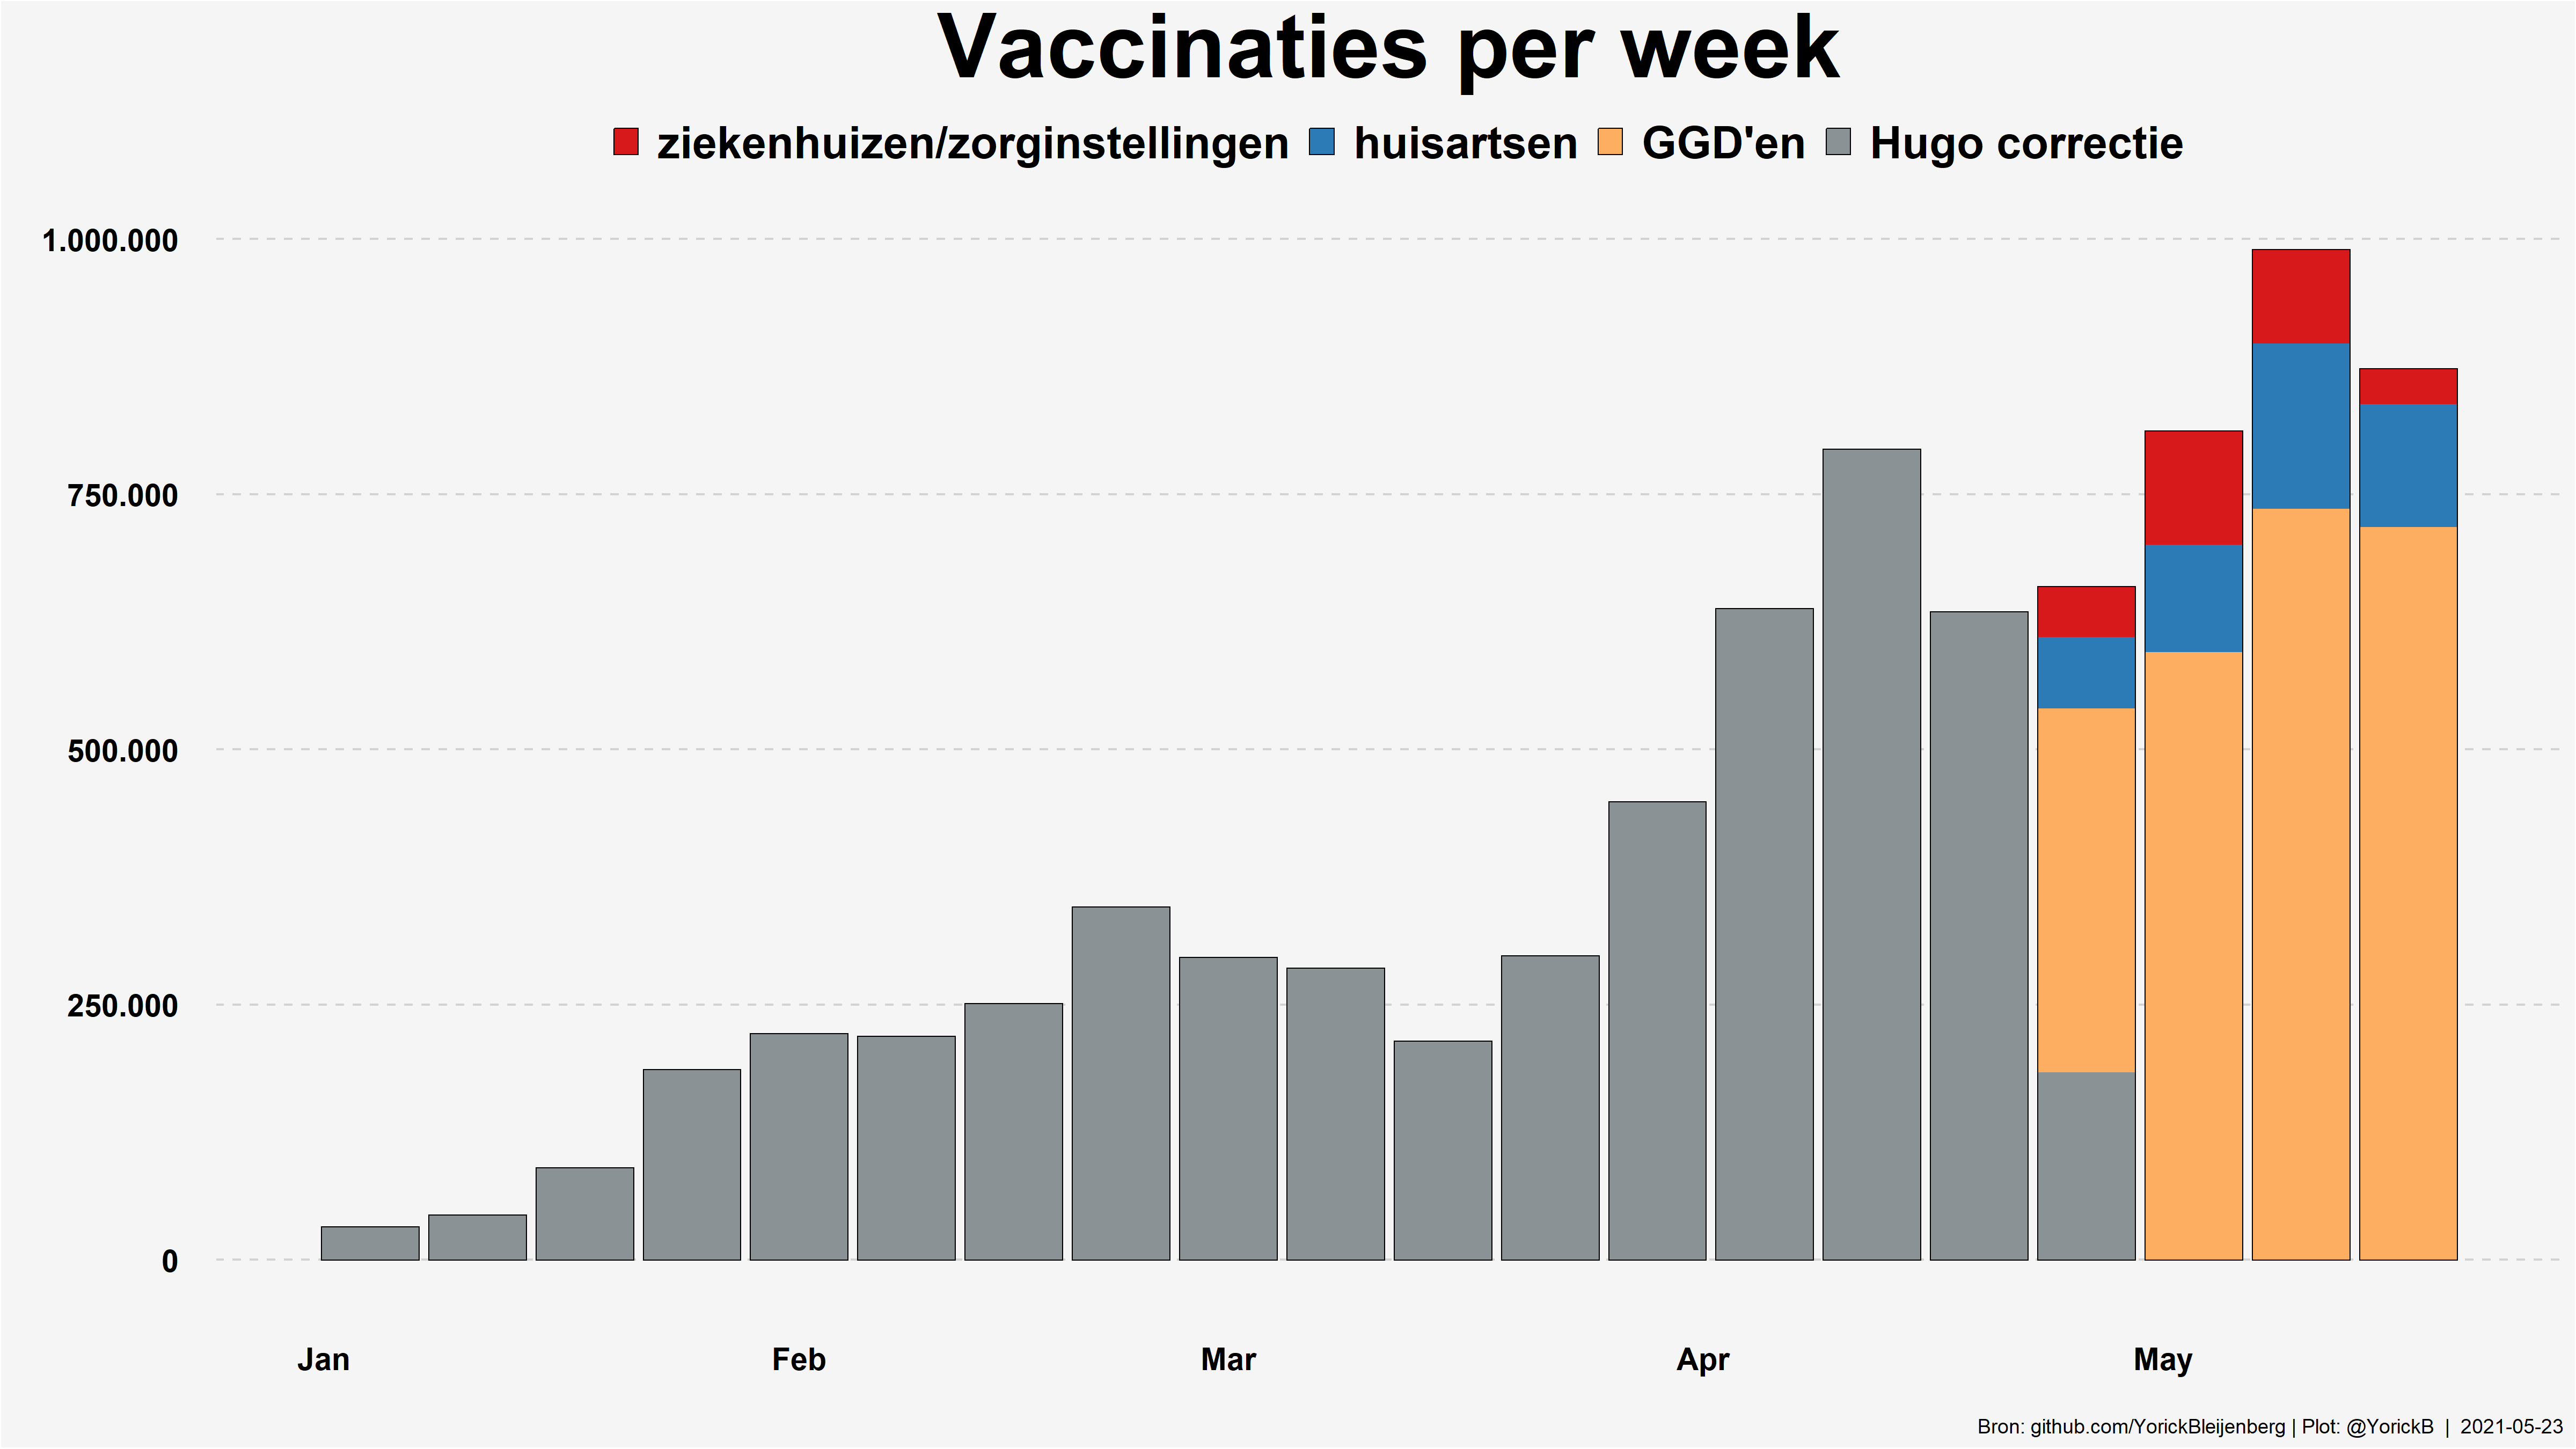 Vaccinaties per week
ziekenhuizen/zorginstellingen huisartsen GGD'en Hugo correctie
1.000.000
750.000
500.000
250.000
0
Jan Feb Mar Apr May
Bron: github.com/YorickBleijenberg | Plot: @YorickB | 2021-05-23